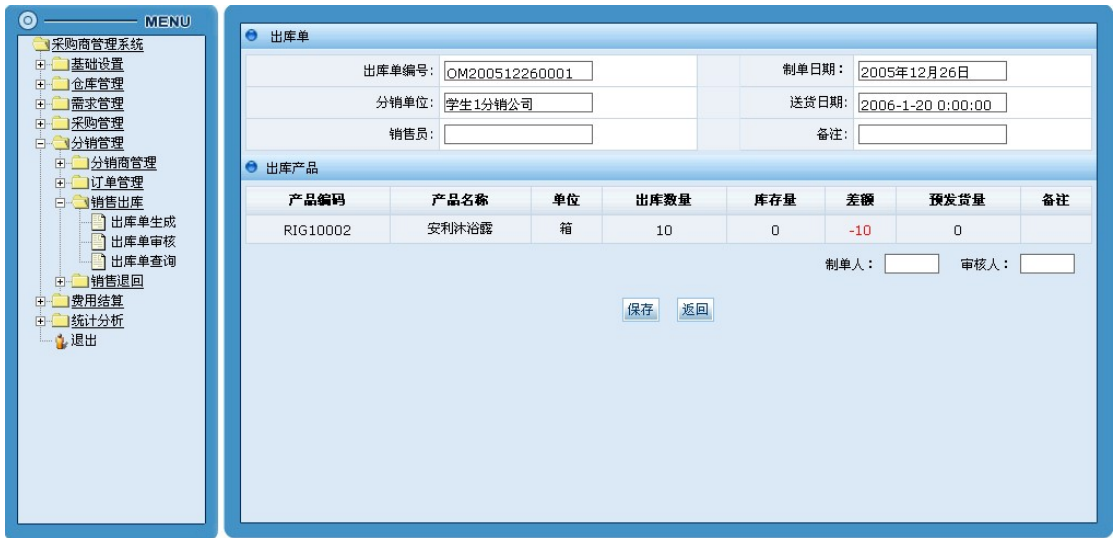 MENU
采购商管理系统
基础设置
仓库管理
需求管理
采购管理
分销管理
分销商管理
订单管理
销售出库
出库单生成
出库单审核
出库单查询
销售退回
费用结算
统计分析
退出
出库单
出库单编号: OM200512260001 制单日期: 2005年12月26日
分销单位: 学生1分销公司 送货日期: 2006-1-20 0:00:00
销售员: 备注:
出库产品
产品编码 产品名称 单位 出库数量 库存量 差额 预发货量 备注
RIG10002 安利沐浴露 箱 10 0 -10 0
制单人: 审核人:
保存 返回